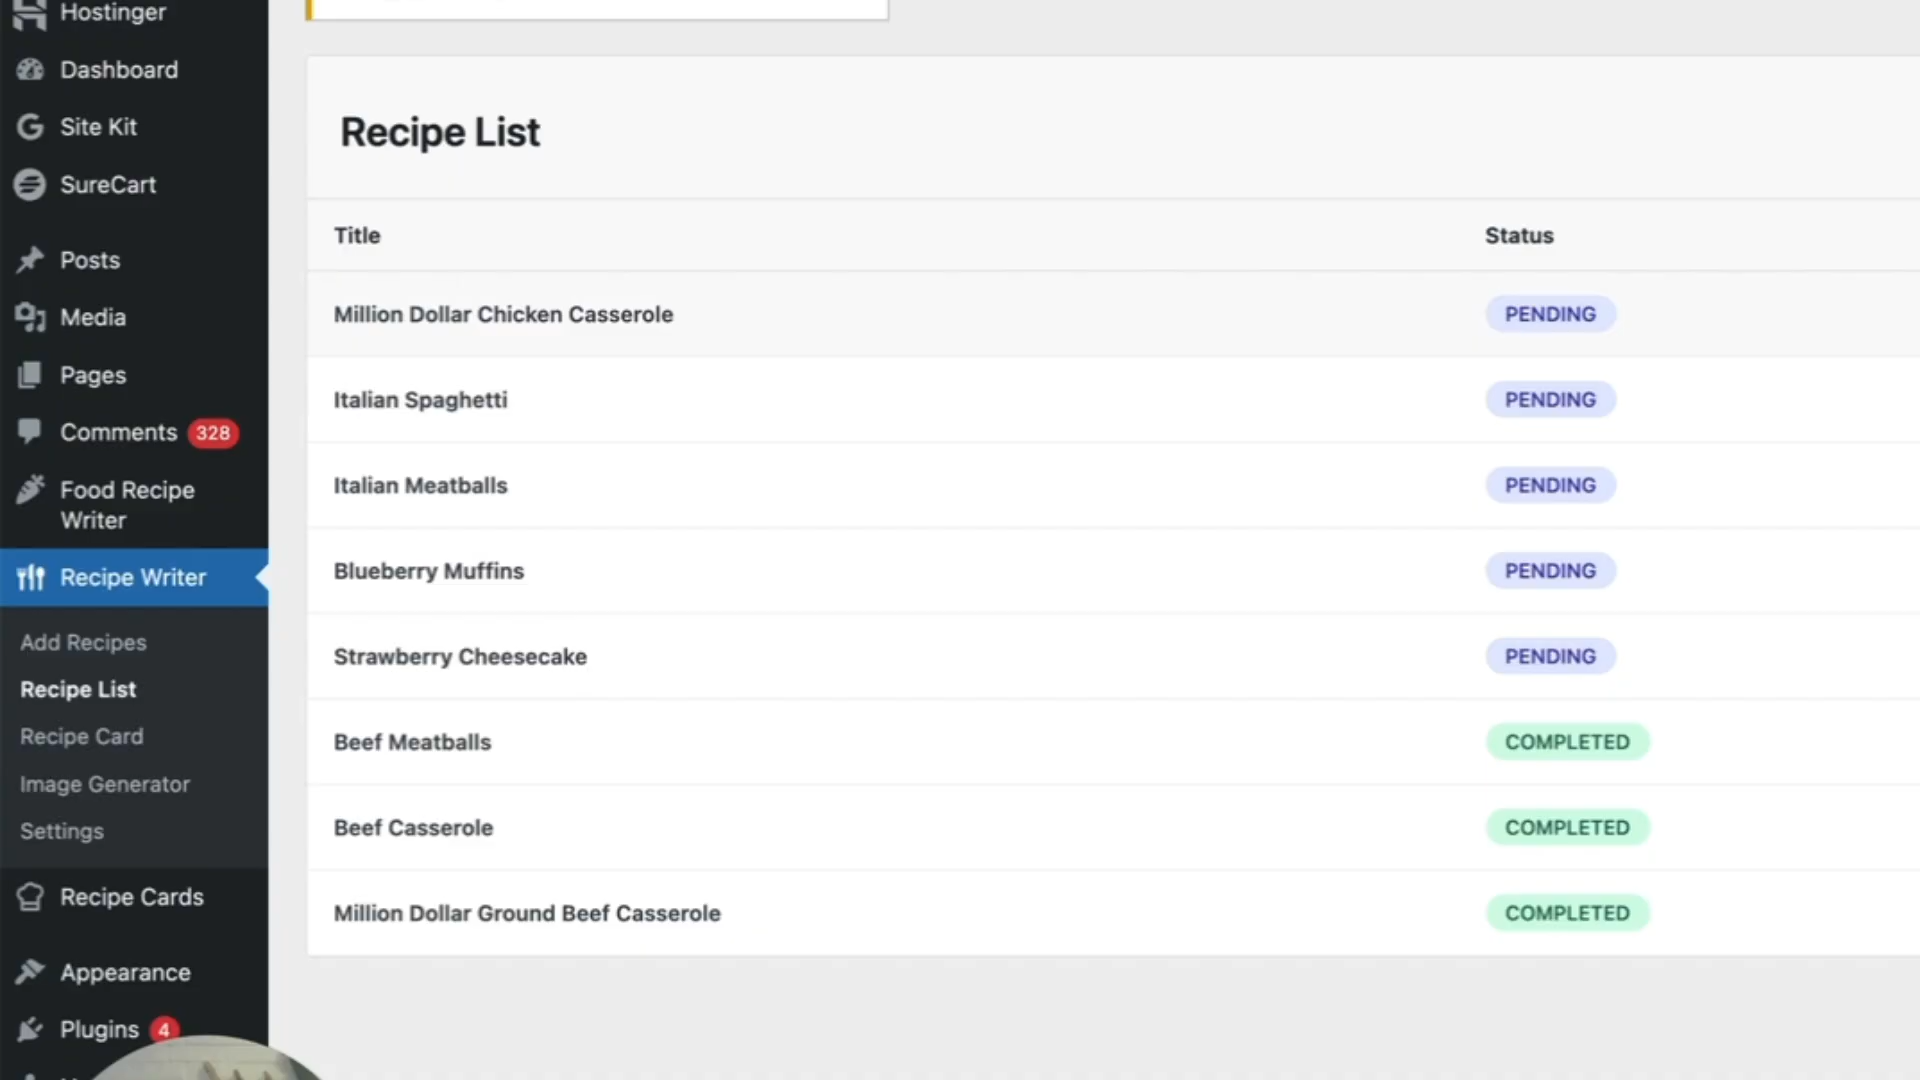 Hostinger
Dashboard
Site Kit
SureCart
Posts
Media
Pages
Comments 328
Food Recipe
Writer
Recipe Writer
Add Recipes
Recipe List
Recipe Card
Image Generator
Settings
Recipe Cards
Appearance
Plugins 4
Recipe List
Title Status
Million Dollar Chicken Casserole PENDING
Italian Spaghetti PENDING
Italian Meatballs PENDING
Blueberry Muffins PENDING
Strawberry Cheesecake PENDING
Beef Meatballs COMPLETED
Beef Casserole COMPLETED
Million Dollar Ground Beef Casserole COMPLETED